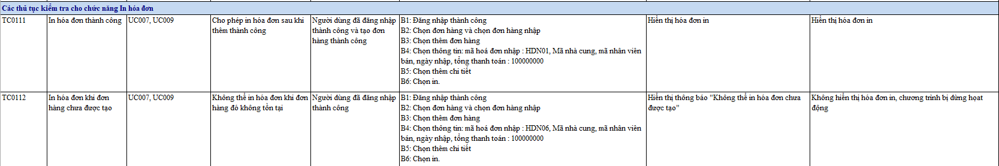 Các thủ tục kiểm tra cho chức năng In hóa đơn
TC0111
In hóa đơn thành công
UC007, UC009
Cho phép in hóa đơn sau khi
thêm thành công
Người dùng đã đăng nhập
thành công và tạo đơn
hàng thành công
B1: Đăng nhập thành công
B2: Chọn đơn hàng và chọn đơn hàng nhập
B3: Chọn thêm đơn hàng
B4: Chọn thông tin: mã hoá đơn nhập : HDN01, Mã nhà cung, mã nhân viên
bán, ngày nhập, tổng thanh toán : 100000000
B5: Chọn thêm chi tiết
B6: Chọn in.
Hiển thị hóa đơn in
Hiển thị hóa đơn in
TC0112
In hóa đơn khi đơn
hàng chưa được tạo
UC007, UC009
Không thể in hóa đơn khi đơn
hàng đó không tồn tại
Người dùng đã đăng nhập
thành công
B1: Đăng nhập thành công
B2: Chọn đơn hàng và chọn đơn hàng nhập
B3: Chọn thêm đơn hàng
B4: Chọn thông tin: mã hoá đơn nhập : HDN06, Mã nhà cung, mã nhân viên
bán, ngày nhập, tổng thanh toán : 100000000
B5: Chọn thêm chi tiết
B6: Chọn in.
Hiển thị thông báo "Không thể in hóa đơn chưa
được tạo"
Không hiển thị hóa đơn in, chương trình bị dừng hoạt
động